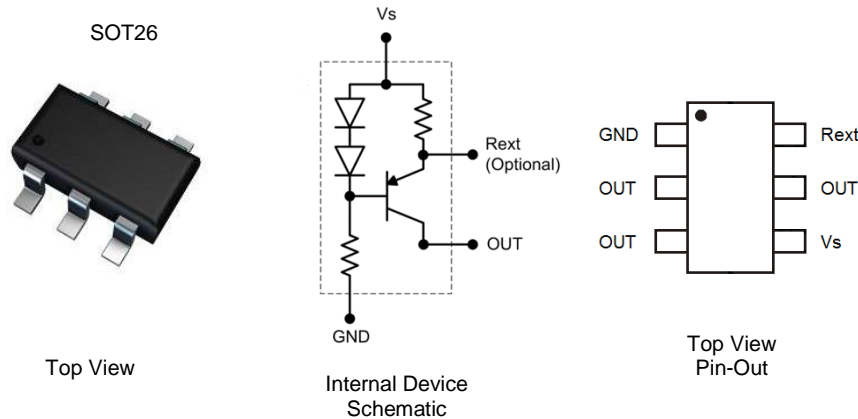 SOT26
Top View
Vs
Rext
(Optional)
OUT
GND
Internal Device
Schematic
GND
Rext
OUT
OUT
OUT
Vs
Top View
Pin-Out